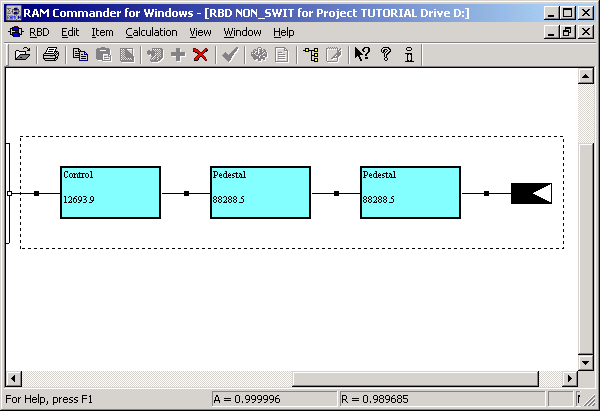 RAM Commander for Windows - [RBD NON_SWIT for Project TUTORIAL Drive D:]
RBD Edit Item Calculation View Window Help
Control Pedestal Pedestal
12693.9 88288.5 88288.5
For Help, press F1 A = 0.999996 R = 0.989685